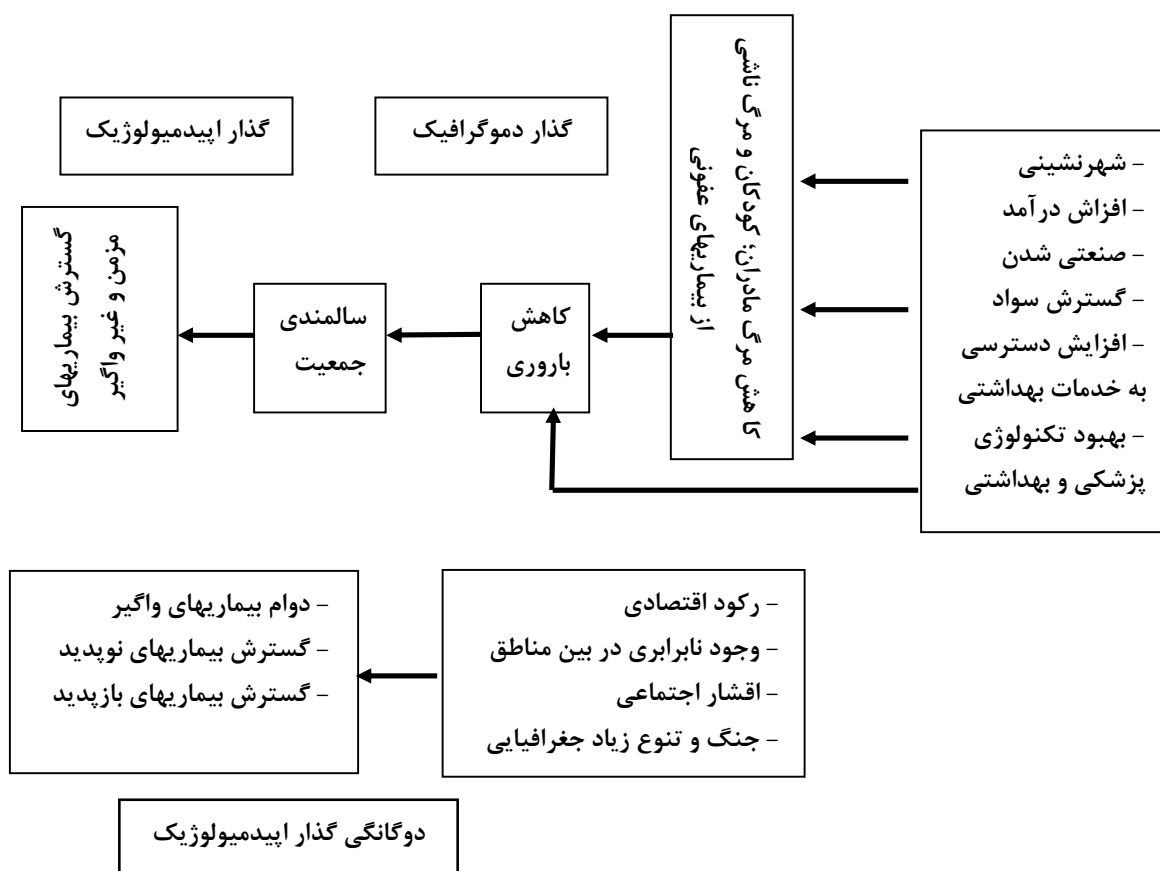 گذار اپیدمیولوژیک
گذار دموگرافیک
کا هش مرگ مادران؛ کودکان و مرگ ناشی
از بیماریهای عفونی
- شهرنشینی
- افزاش درآمد
- صنعتی شدن
- گسترش سواد
- افزایش دسترسی
به خدمات بهداشتی
- بهبود تکنولوژی
پزشکی و بهداشتی
کاهش
باروری
سالمندی
جمعیت
گسترش بیماریهای
مزمن و غیر واگیر
- رکود اقتصادی
- وجود نابرابری در بین مناطق
- اقشار اجتماعی
- جنگ و تنوع زیاد جغرافیایی
- دوام بیماریهای واگیر
- گسترش بیماریهای نوپدید
- گسترش بیماریهای بازپدید
دوگانگی گذار اپیدمیولوژیک